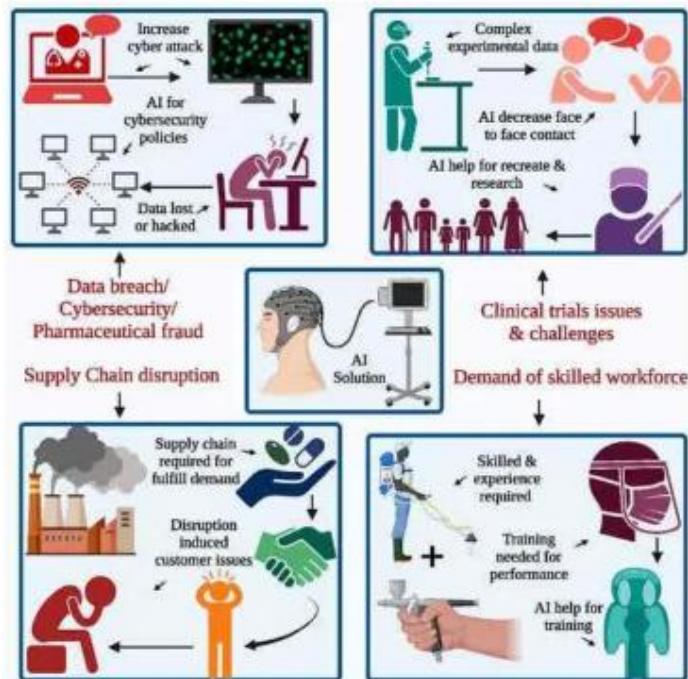 Increase
cyber attack
AI for
cybersecurity
policies
Data lost
or hacked
Complex
experimental data
AI decrease face
to face contact
AI help for recreate &
research
Data breach/
Cybersecurity/
Pharmaceutical fraud
Clinical trials issues
& challenges
AI
Solution
Supply Chain disruption
Demand of skilled workforce
Supply chain
required for
fulfill demand
Disruption
induced
customer issues
Skilled &
experience
required
+
Training
needed for
performance
AI help for
training